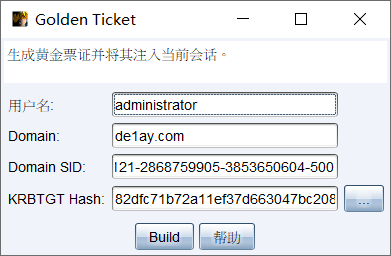 Golden Ticket
生成黄金票证并将其注入当前会话。
用户名: administrator
Domain: de1ay.com
Domain SID: 121-2868759905-3853650604-500
KRBTGT Hash: 82dfc71b72a11ef37d663047bc208 ...
Build 帮助